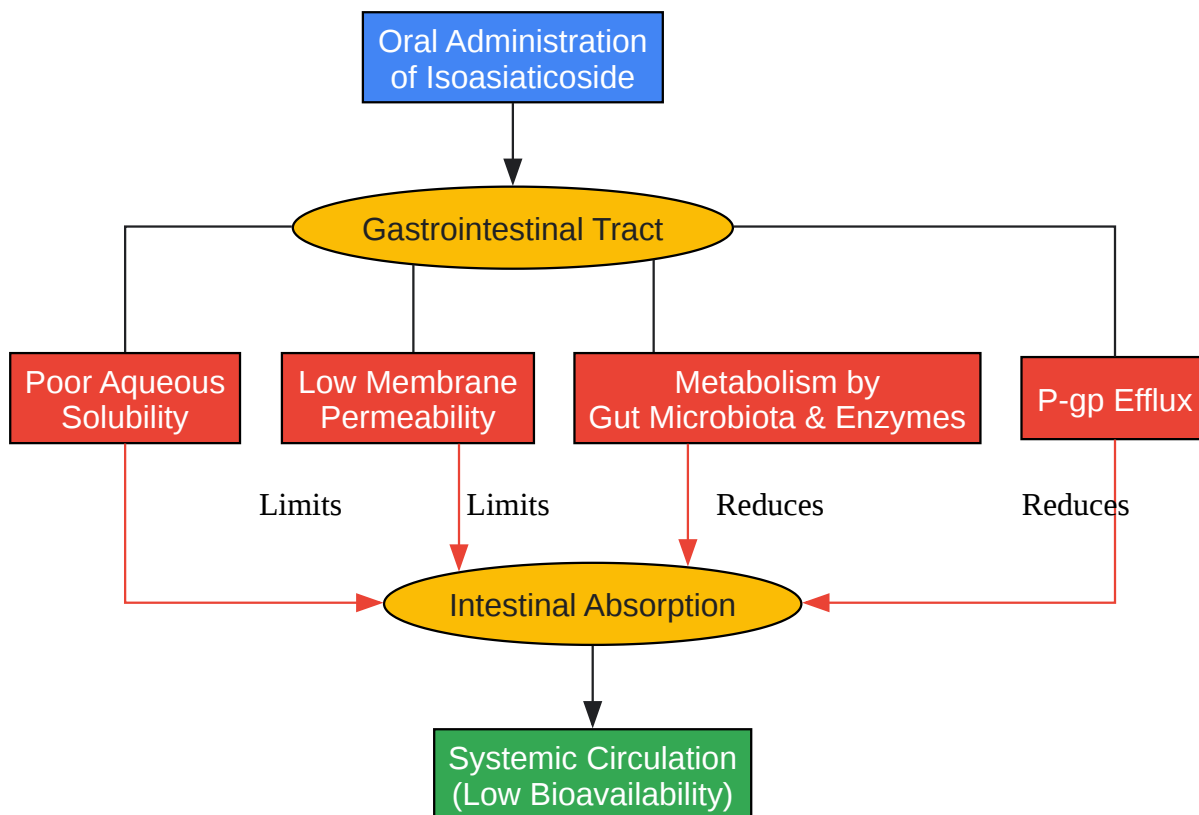 Oral Administration
of Isoasiaticoside
Gastrointestinal Tract
Poor Aqueous
Solubility
Low Membrane
Permeability
Metabolism by
Gut Microbiota & Enzymes
P-gp Efflux
Limits
Limits
Reduces
Reduces
Intestinal Absorption
Systemic Circulation
(Low Bioavailability)